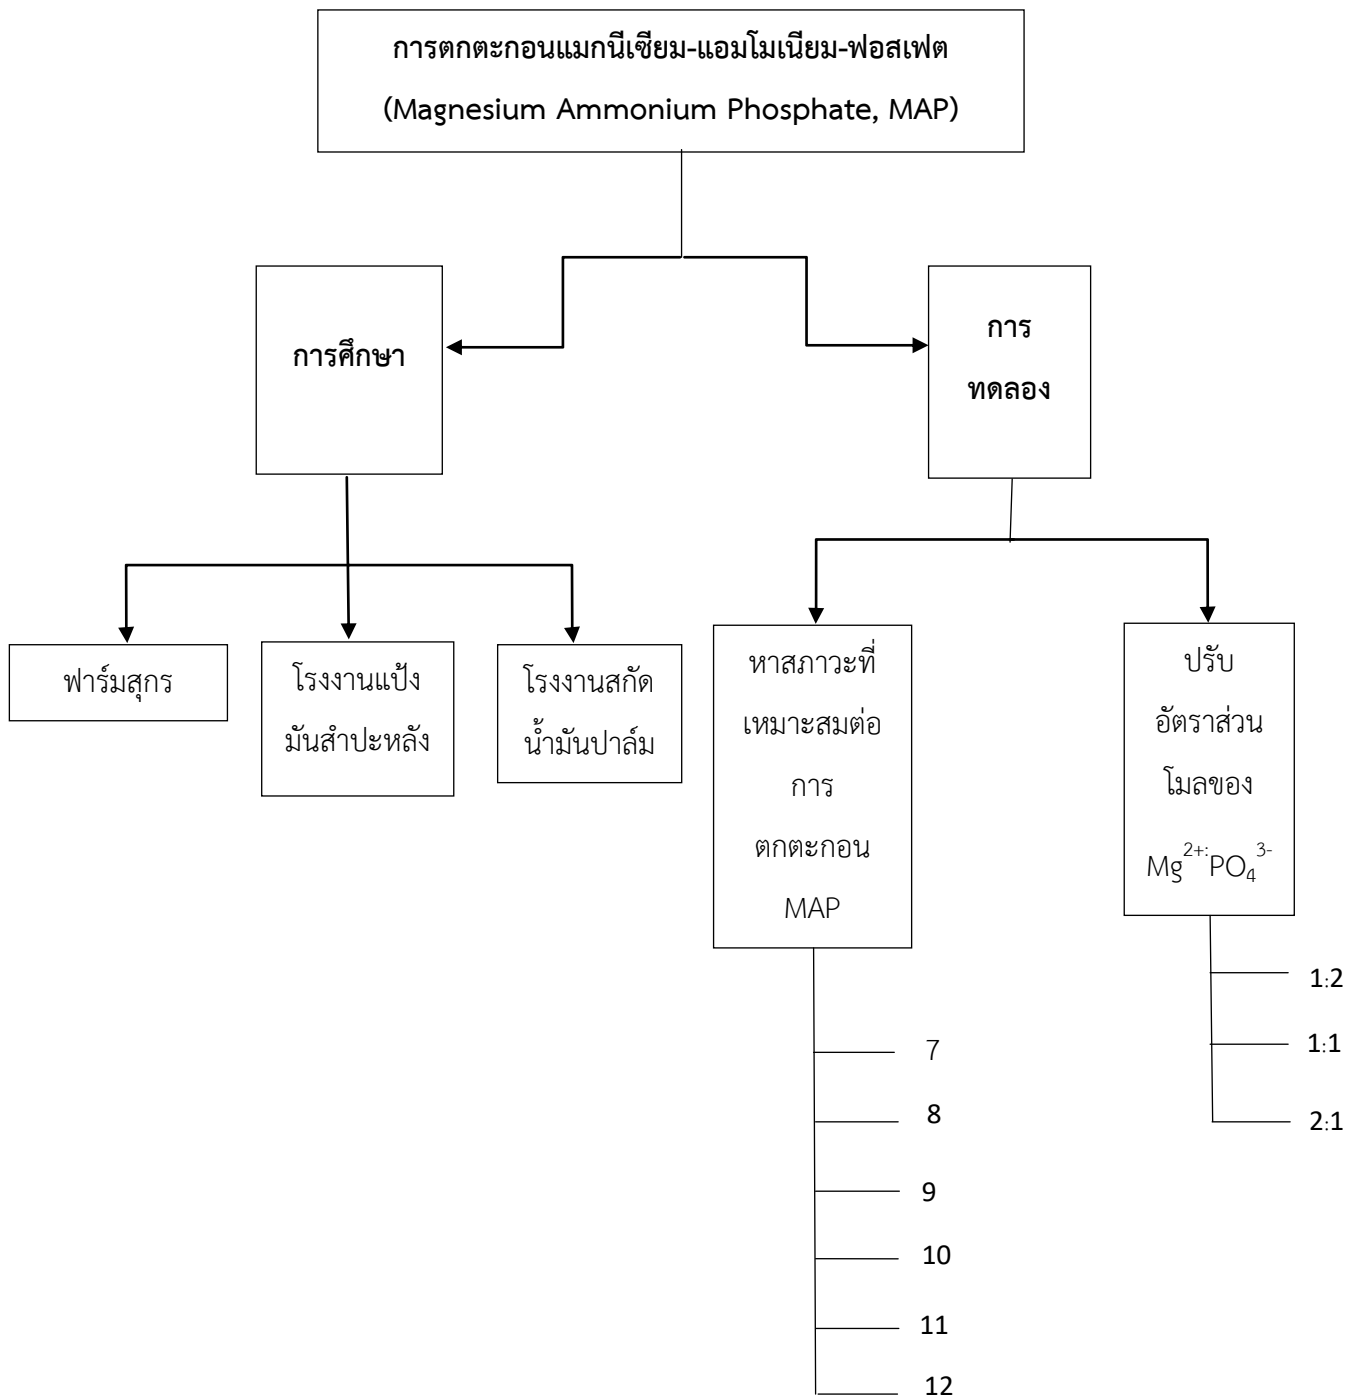 การตกตะกอนแมกนีเซียม-แอมโมเนียม-ฟอสเฟต
(Magnesium Ammonium Phosphate, MAP)
การศึกษา
การ
ทดลอง
ฟาร์มสุกร
โรงงานแป้ง
มันสำปะหลัง
โรงงานสกัด
น้ำมันปาล์ม
หาสภาวะที่
เหมาะสมต่อ
การ
ตกตะกอน
MAP
ปรับ
อัตราส่วน
โมลของ
Mg²⁺:PO₄³⁻
1:2
1:1
2:1
7
8
9
10
11
12